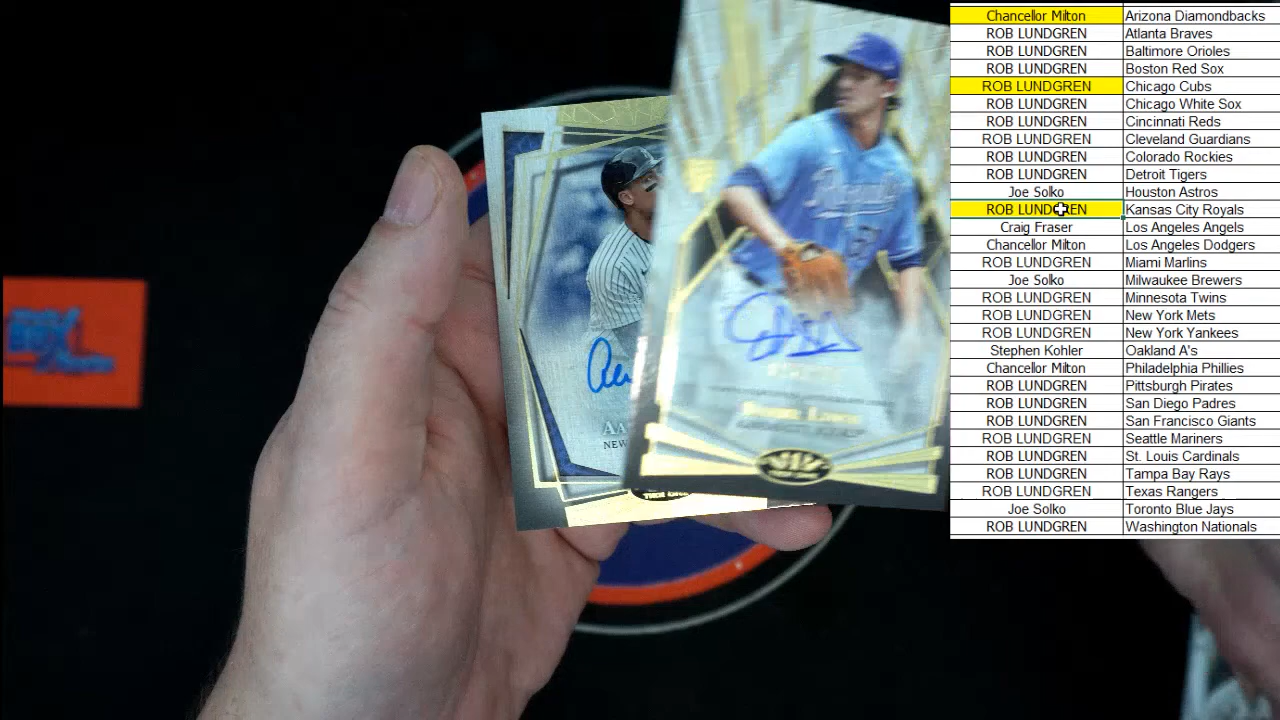 Chancellor Milton Arizona Diamondbacks
ROB LUNDGREN Atlanta Braves
ROB LUNDGREN Baltimore Orioles
ROB LUNDGREN Boston Red Sox
ROB LUNDGREN Chicago Cubs
ROB LUNDGREN Chicago White Sox
ROB LUNDGREN Cincinnati Reds
ROB LUNDGREN Cleveland Guardians
ROB LUNDGREN Colorado Rockies
ROB LUNDGREN Detroit Tigers
Joe Solko Houston Astros
ROB LUNDGREN Kansas City Royals
Craig Fraser Los Angeles Angels
Chancellor Milton Los Angeles Dodgers
ROB LUNDGREN Miami Marlins
Joe Solko Milwaukee Brewers
ROB LUNDGREN Minnesota Twins
ROB LUNDGREN New York Mets
ROB LUNDGREN New York Yankees
Stephen Kohler Oakland A's
Chancellor Milton Philadelphia Phillies
ROB LUNDGREN Pittsburgh Pirates
ROB LUNDGREN San Diego Padres
ROB LUNDGREN San Francisco Giants
ROB LUNDGREN Seattle Mariners
ROB LUNDGREN St. Louis Cardinals
ROB LUNDGREN Tampa Bay Rays
ROB LUNDGREN Texas Rangers
Joe Solko Toronto Blue Jays
ROB LUNDGREN Washington Nationals
Royals
AA
NEW